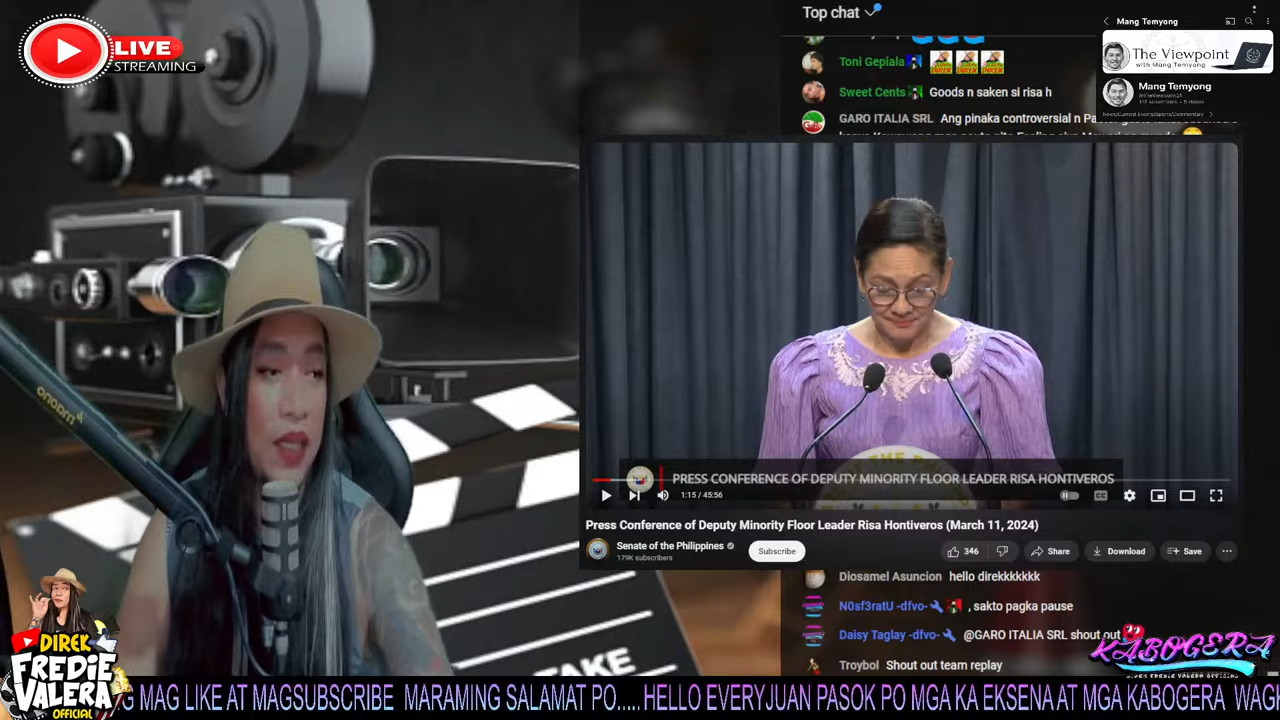 LIVE
STREAMING
Top chat
Toni Gepiala
Sweet Cents Goods n saken si risa h
GARO ITALIA SRL Ang pinaka controversial n
Mang Temyong
The Viewpoint
with Mang Temyong
Mang Temyong
maono
PRESS CONFERENCE OF DEPUTY MINORITY FLOOR LEADER RISA HONTIVEROS
1:15 / 45:56
CC
Press Conference of Deputy Minority Floor Leader Risa Hontiveros (March 11, 2024)
Senate of the Philippines
179K subscribers
Subscribe
346
Share
Download
Save
Diosamel Asuncion hello direkkkkkkk
N0sf3ratU -dfvo- , sakto pagka pause
Daisy Taglay -dfvo- @GARO ITALIA SRL shout out
Troybol Shout out team replay
KABOGERA
TAKE
DIREK
FREDIE
VALERA
OFFICIAL
G MAG LIKE AT MAGSUBSCRIBE MARAMING SALAMAT PO..... HELLO EVERYJUAN PASOK PO MGA KA EKSENA AT MGA KABOGERA WAG